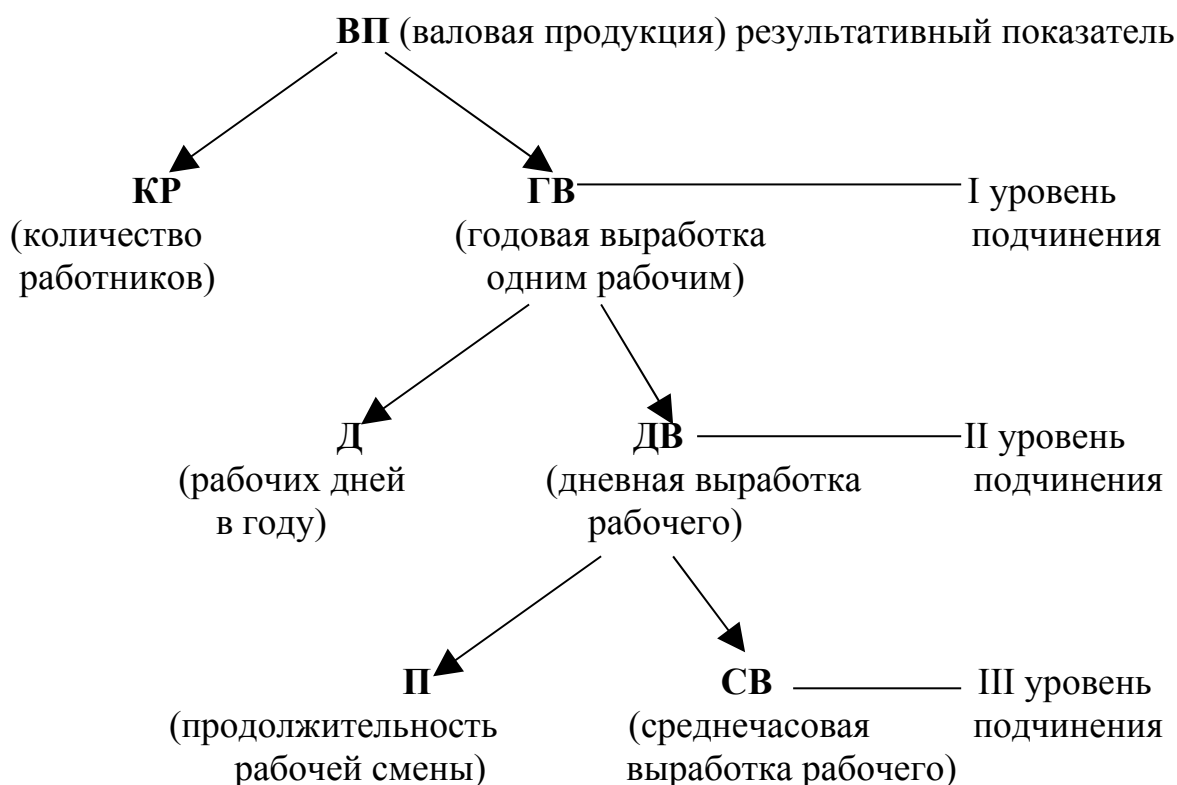 ВП (валовая продукция) результативный показатель
КР ГВ I уровень
(количество (годовая выработка подчинения
работников) одним рабочим)
Д ДВ II уровень
(рабочих дней (дневная выработка подчинения
в году) рабочего)
П СВ III уровень
(продолжительность (среднечасовая подчинения
рабочей смены) выработка рабочего)